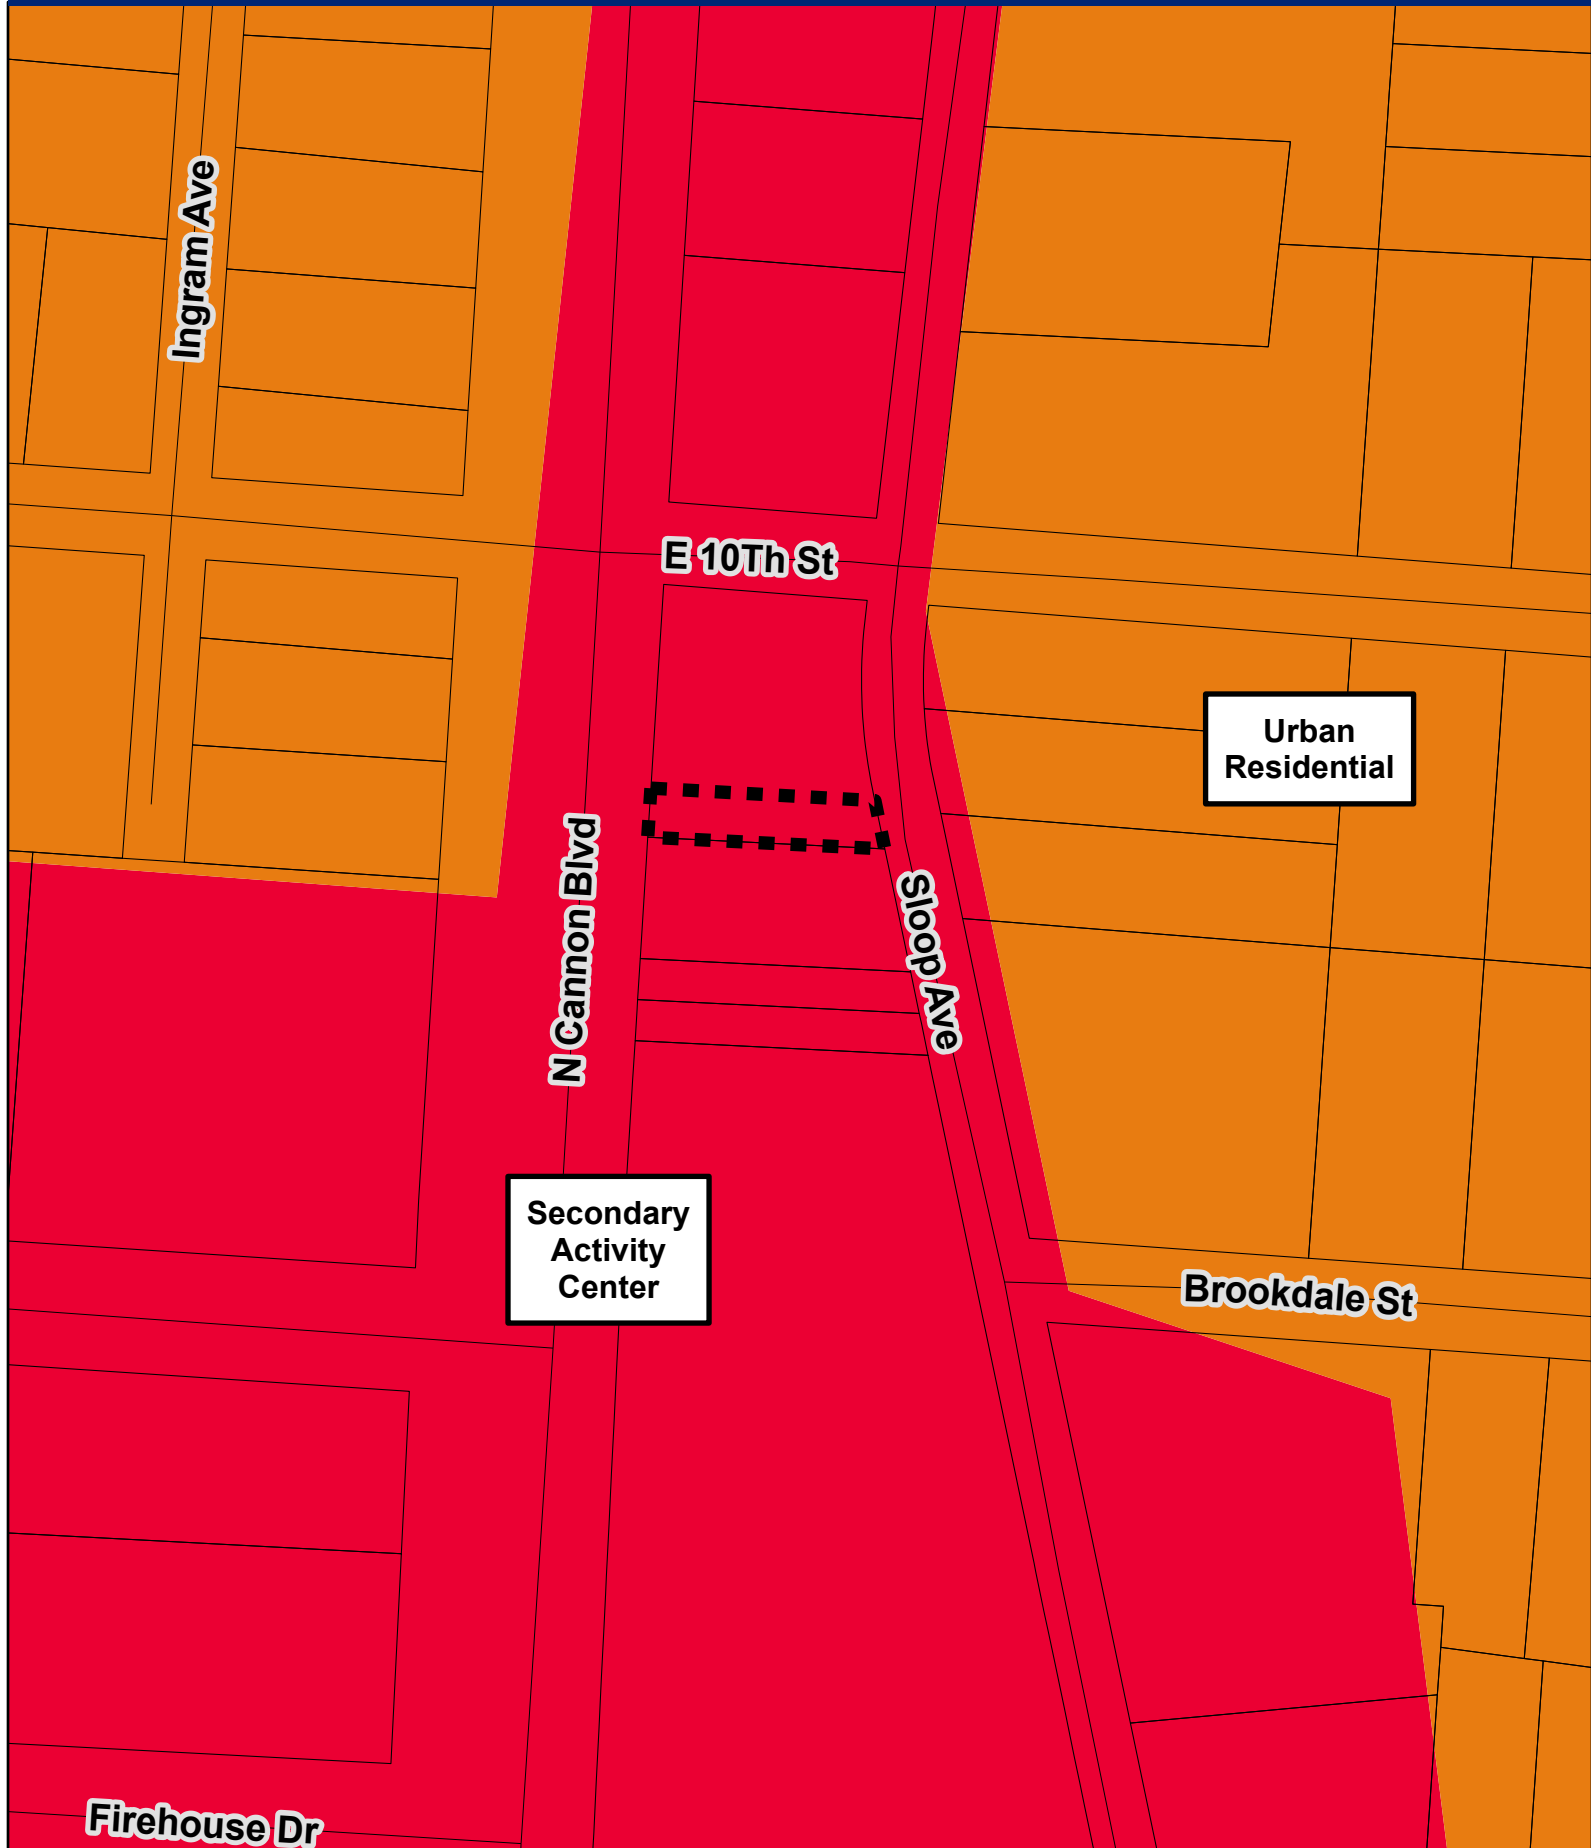 Ingram Ave
E 10Th St
Urban
Residential
N Cannon Blvd
Sloop Ave
Secondary
Activity
Center
Brookdale St
Firehouse Dr